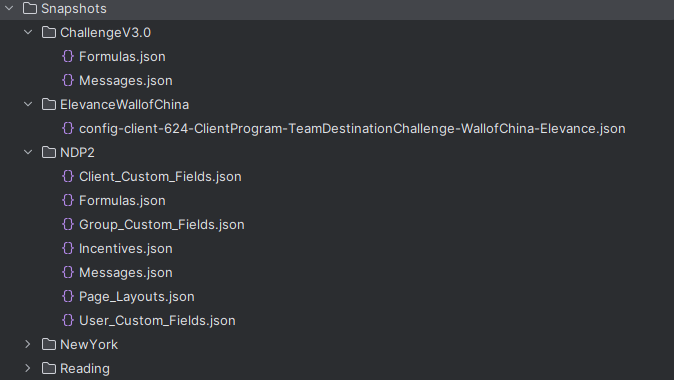 Snapshots
ChallengeV3.0
{} Formulas.json
{} Messages.json
ElevanceWallofChina
{} config-client-624-ClientProgram-TeamDestinationChallenge-WallofChina-Elevance.json
NDP2
{} Client_Custom_Fields.json
{} Formulas.json
{} Group_Custom_Fields.json
{} Incentives.json
{} Messages.json
{} Page_Layouts.json
{} User_Custom_Fields.json
NewYork
Reading